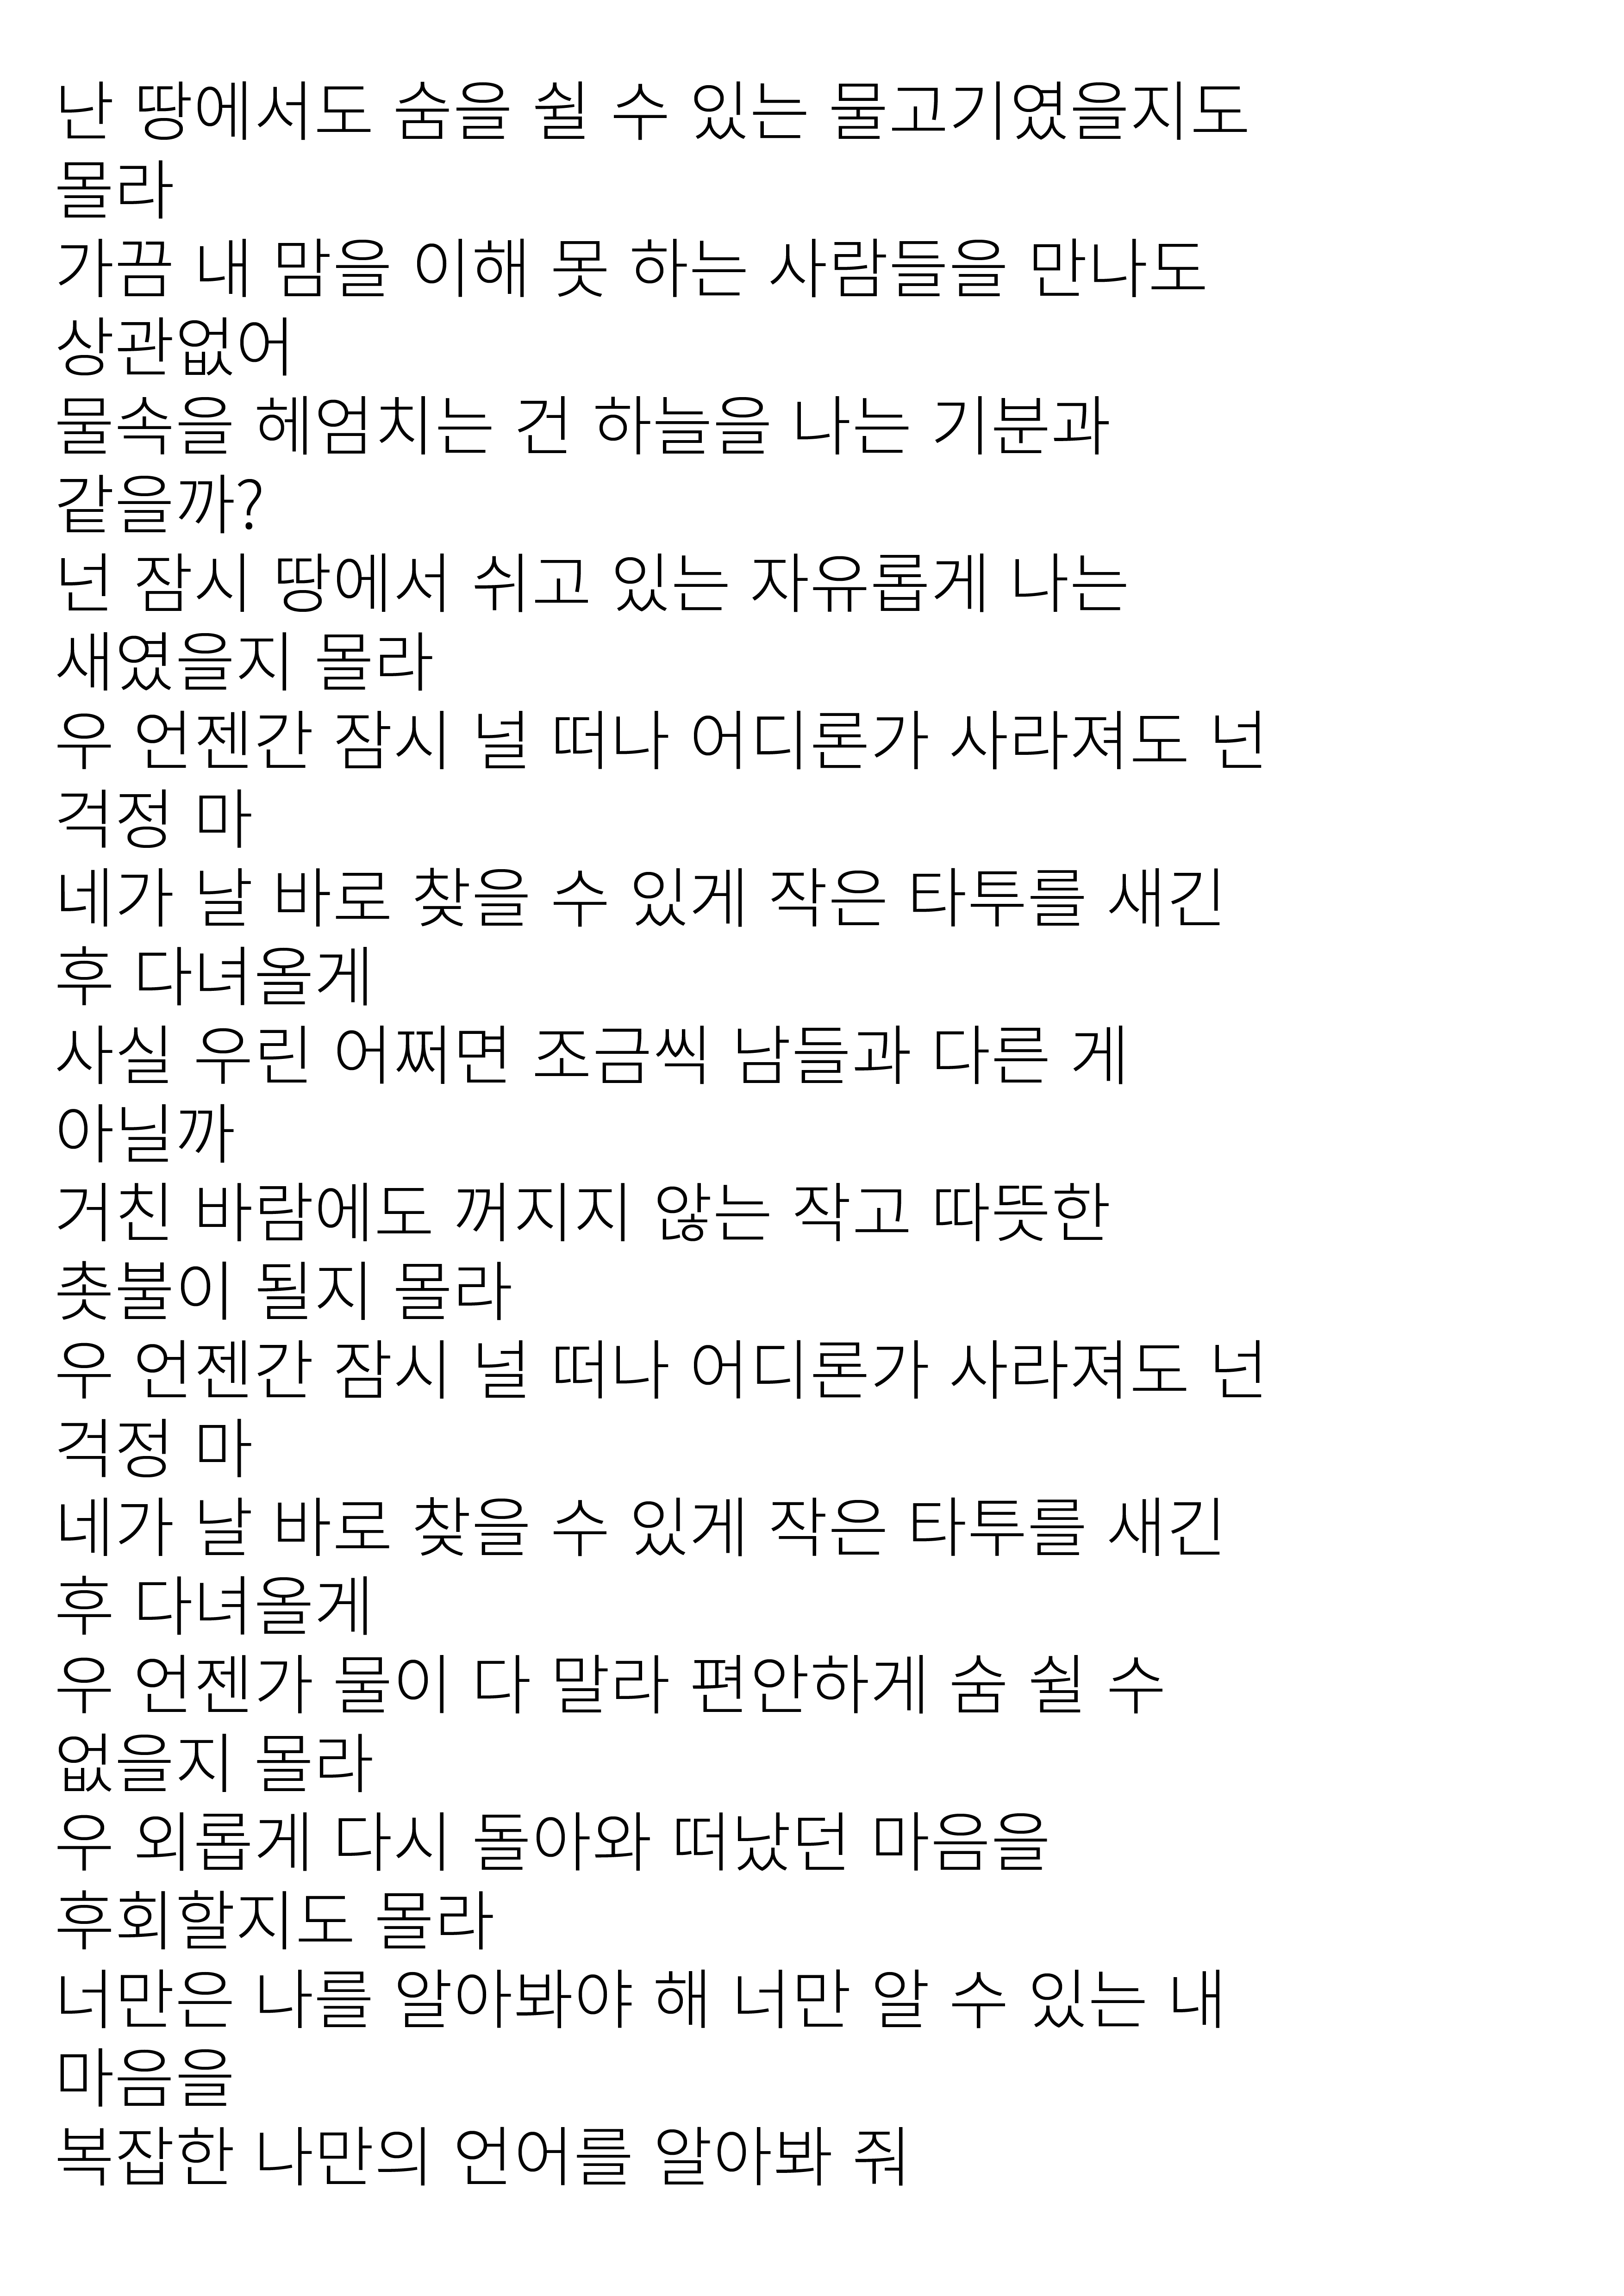 난 땅에서도 숨을 쉴 수 있는 물고기였을지도
몰라
가끔 내 맘을 이해 못 하는 사람들을 만나도
상관없어
물속을 헤엄치는 건 하늘을 나는 기분과
같을까?
넌 잠시 땅에서 쉬고 있는 자유롭게 나는
새였을지 몰라
우 언젠간 잠시 널 떠나 어디론가 사라져도 넌
걱정 마
네가 날 바로 찾을 수 있게 작은 타투를 새긴
후 다녀올게
사실 우린 어쩌면 조금씩 남들과 다른 게
아닐까
거친 바람에도 꺼지지 않는 작고 따뜻한
촛불이 될지 몰라
우 언젠간 잠시 널 떠나 어디론가 사라져도 넌
걱정 마
네가 날 바로 찾을 수 있게 작은 타투를 새긴
후 다녀올게
우 언젠가 물이 다 말라 편안하게 숨 쉴 수
없을지 몰라
우 외롭게 다시 돌아와 떠났던 마음을
후회할지도 몰라
너만은 나를 알아봐야 해 너만 알 수 있는 내
마음을
복잡한 나만의 언어를 알아봐 줘